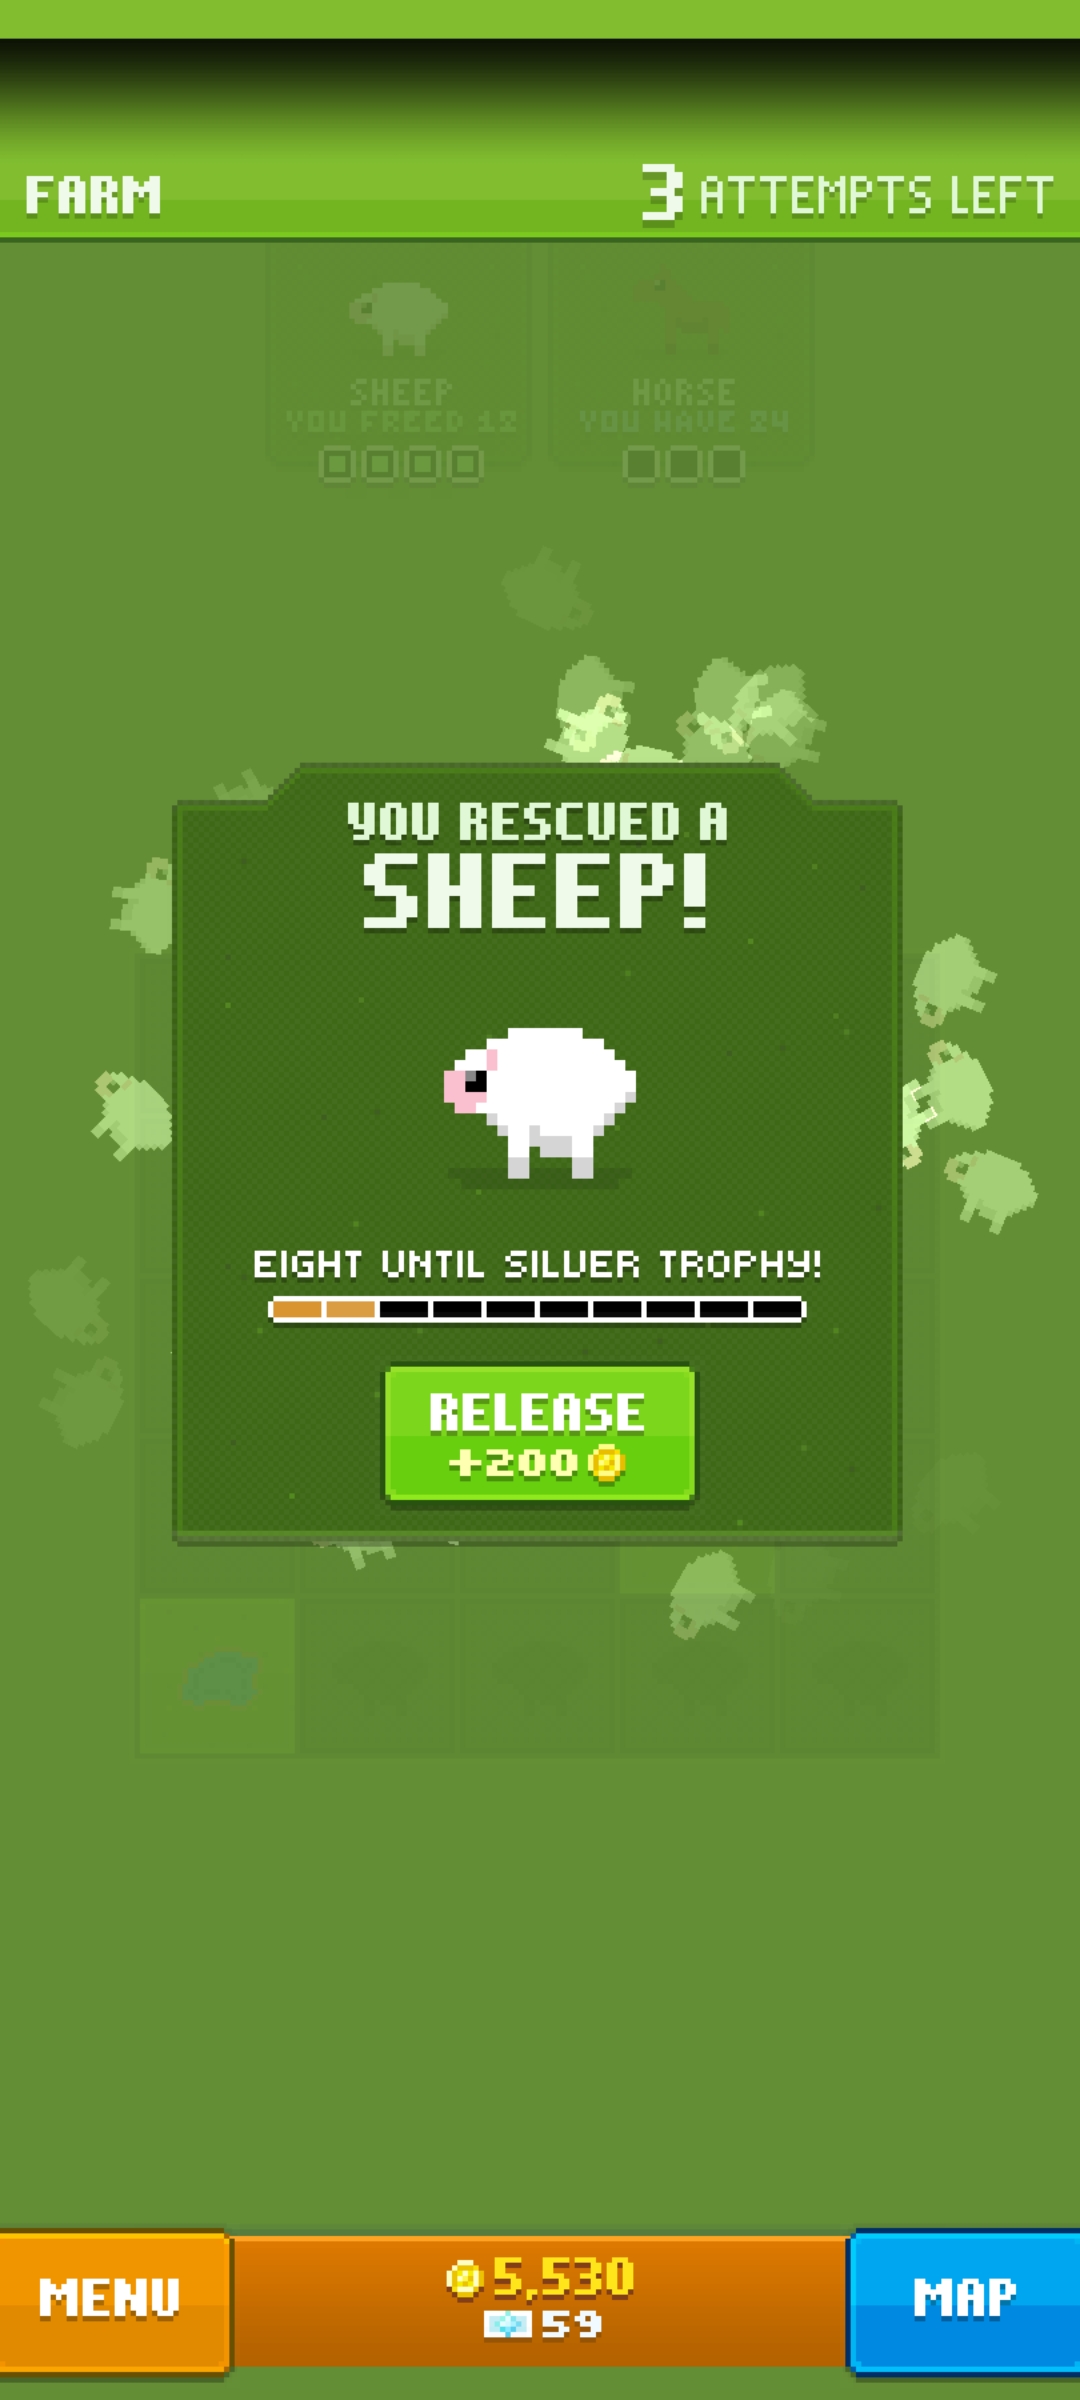 FARM
3 ATTEMPTS LEFT
SHEEP
HORSE
YOU FREED 12
YOU HAVE 24
YOU RESCUED A
SHEEP!
EIGHT UNTIL SILVER TROPHY!
RELEASE
+200
MENU
5,530
59
MAP